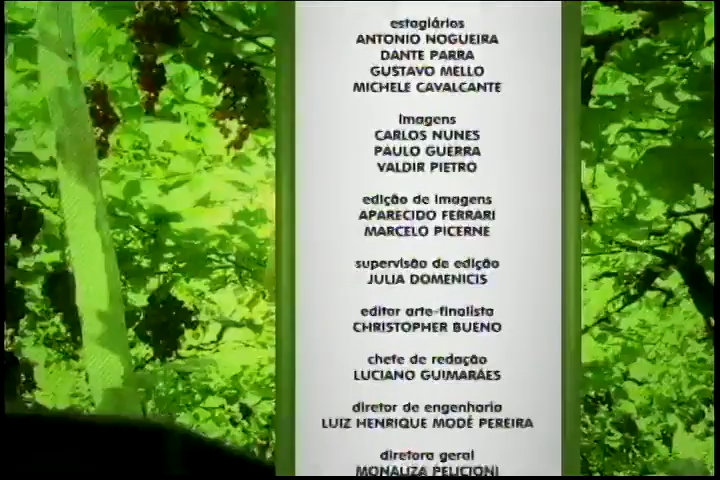 estagiários
ANTONIO NOGUEIRA
DANTE PARRA
GUSTAVO MELLO
MICHELE CAVALCANTE
imagens
CARLOS NUNES
PAULO GUERRA
VALDIR PIETRO
edição de imagens
APARECIDO FERRARI
MARCELO PICERNE
supervisão de edição
JULIA DOMENICIS
editor arte-finalista
CHRISTOPHER BUENO
chefe de redação
LUCIANO GUIMARÃES
diretor de engenharia
LUIZ HENRIQUE MODÉ PEREIRA
diretora geral
MONALIZA PELICIONI